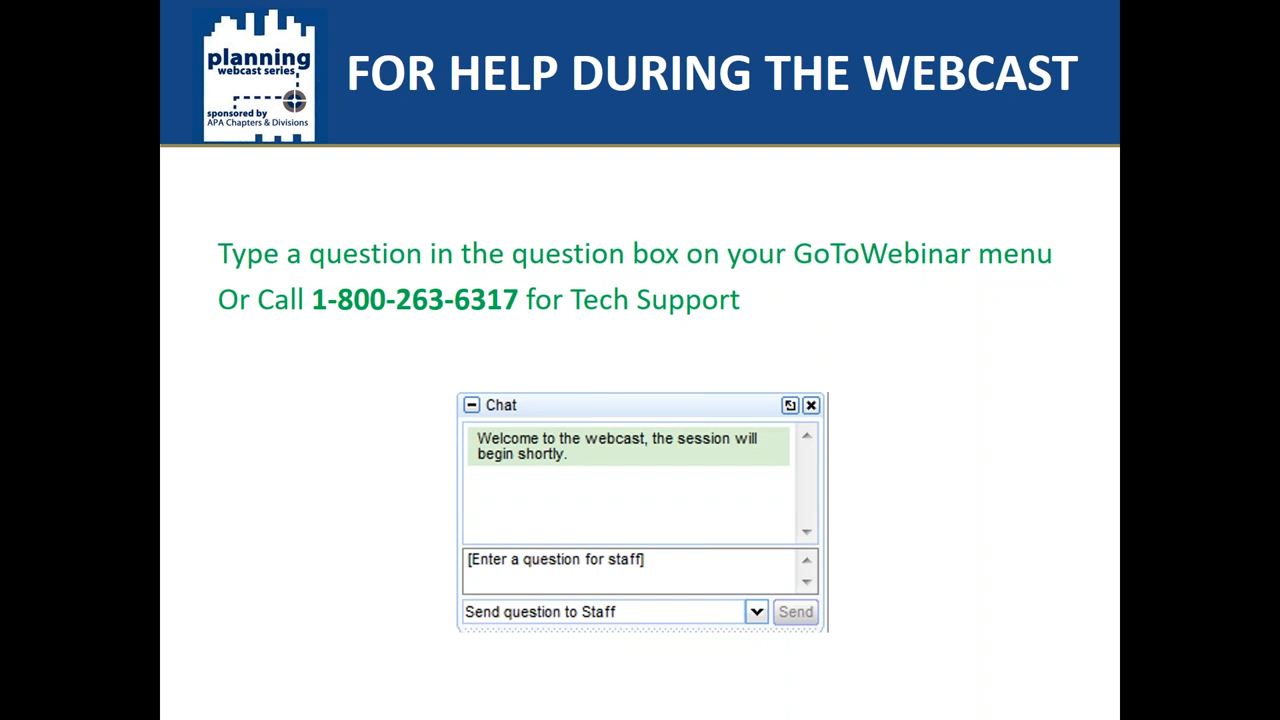 planning
webcast series
sponsored by
APA Chapters & Divisions
FOR HELP DURING THE WEBCAST
Type a question in the question box on your GoToWebinar menu
Or Call 1-800-263-6317 for Tech Support
Chat
Welcome to the webcast, the session will
begin shortly.
[Enter a question for staff]
Send question to Staff
Send